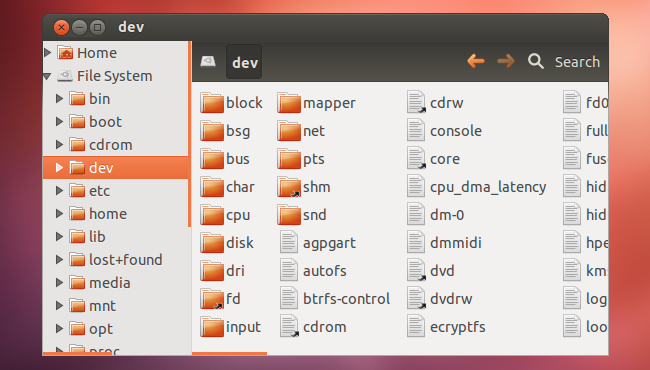 dev
Home
File System
bin
boot
cdrom
dev
etc
home
lib
lost+found
media
mnt
opt
proc
dev
Search
block
bsg
bus
char
cpu
disk
dri
fd
input
mapper
net
pts
shm
snd
agpgart
autofs
btrfs-control
cdrom
cdrw
console
core
cpu_dma_latency
dm-0
dmmidi
dvd
dvdrw
ecryptfs
fd0
full
fuse
hid
hid
hpe
km
log
loo